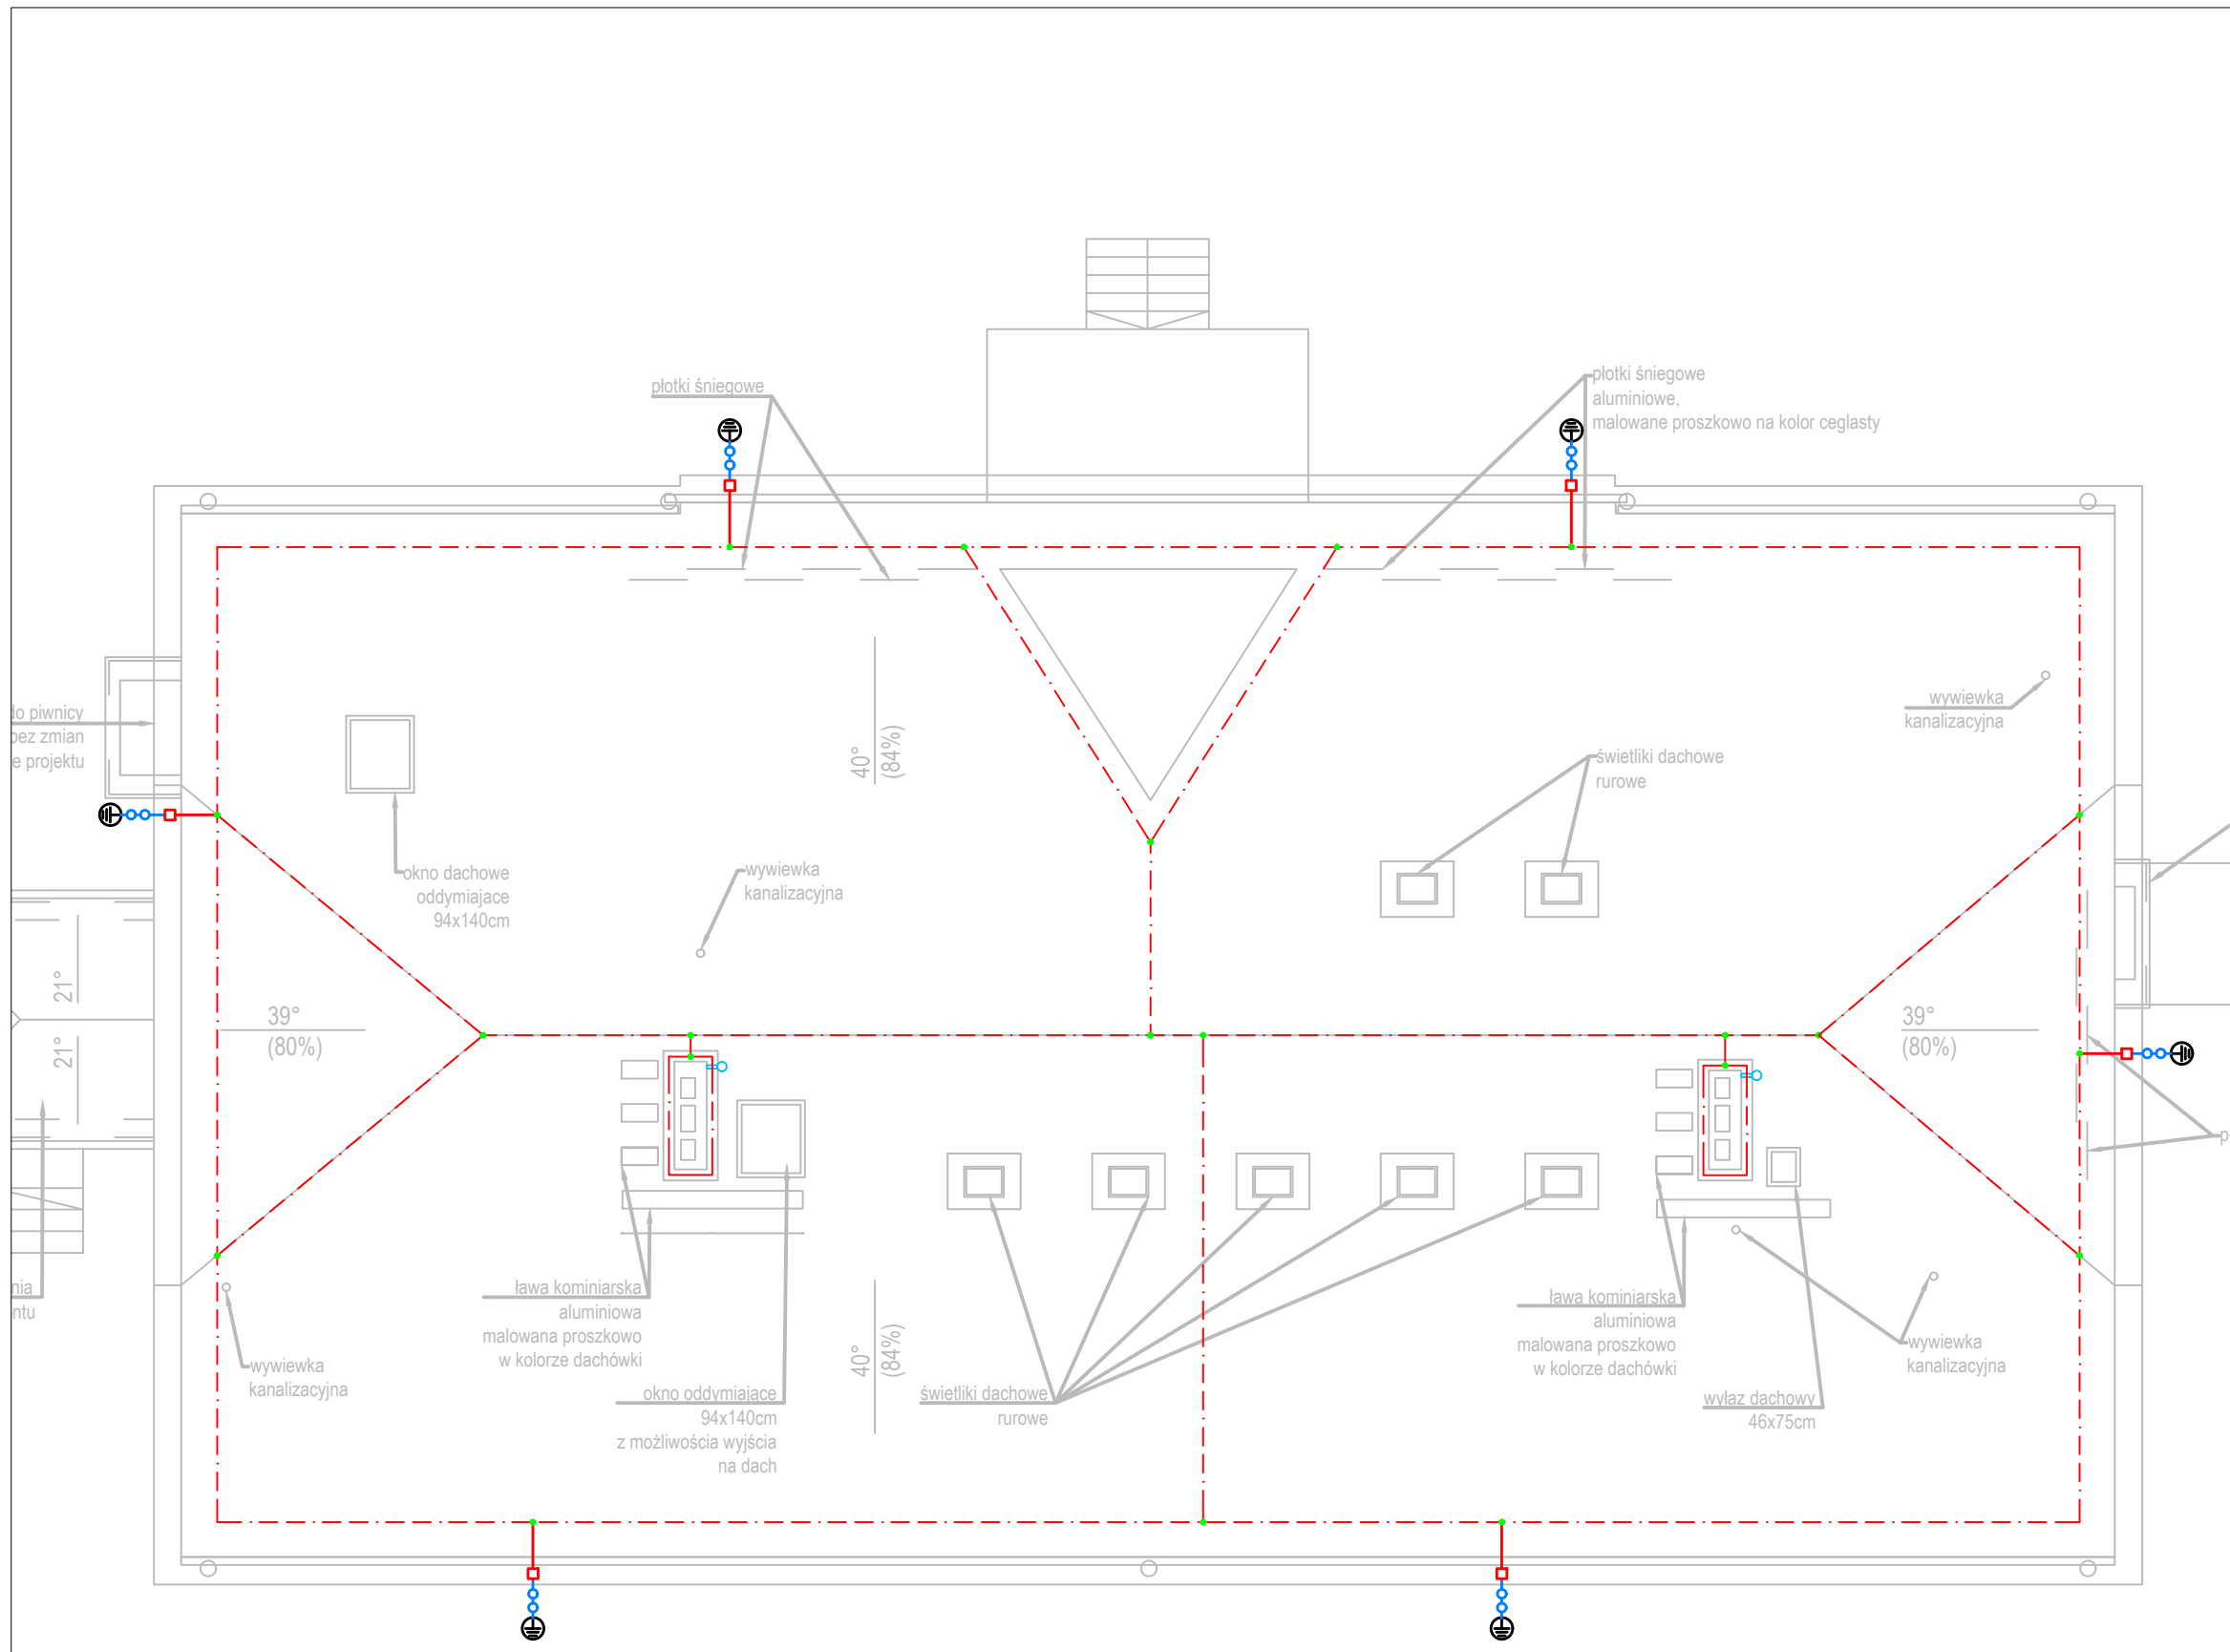 płotki śniegowe
płotki śniegowe
aluminiowe,
malowane proszkowo na kolor ceglasty
do piwnicy
bez zmian
e projektu
wywiewka
kanalizacyjna
40°
(84%)
świetliki dachowe
rurowe
okno dachowe
oddymiajace
94x140cm
wywiewka
kanalizacyjna
21°
21°
39°
(80%)
39°
(80%)
p
nia
ntu
ława kominiarska
aluminiowa
malowana proszkowo
w kolorze dachówki
ława kominiarska
aluminiowa
malowana proszkowo
w kolorze dachówki
wywiewka
kanalizacyjna
40°
(84%)
wywiewka
kanalizacyjna
okno oddymiajace
94x140cm
z możliwościa wyjścia
na dach
świetliki dachowe
rurowe
wyłaz dachowy
46x75cm